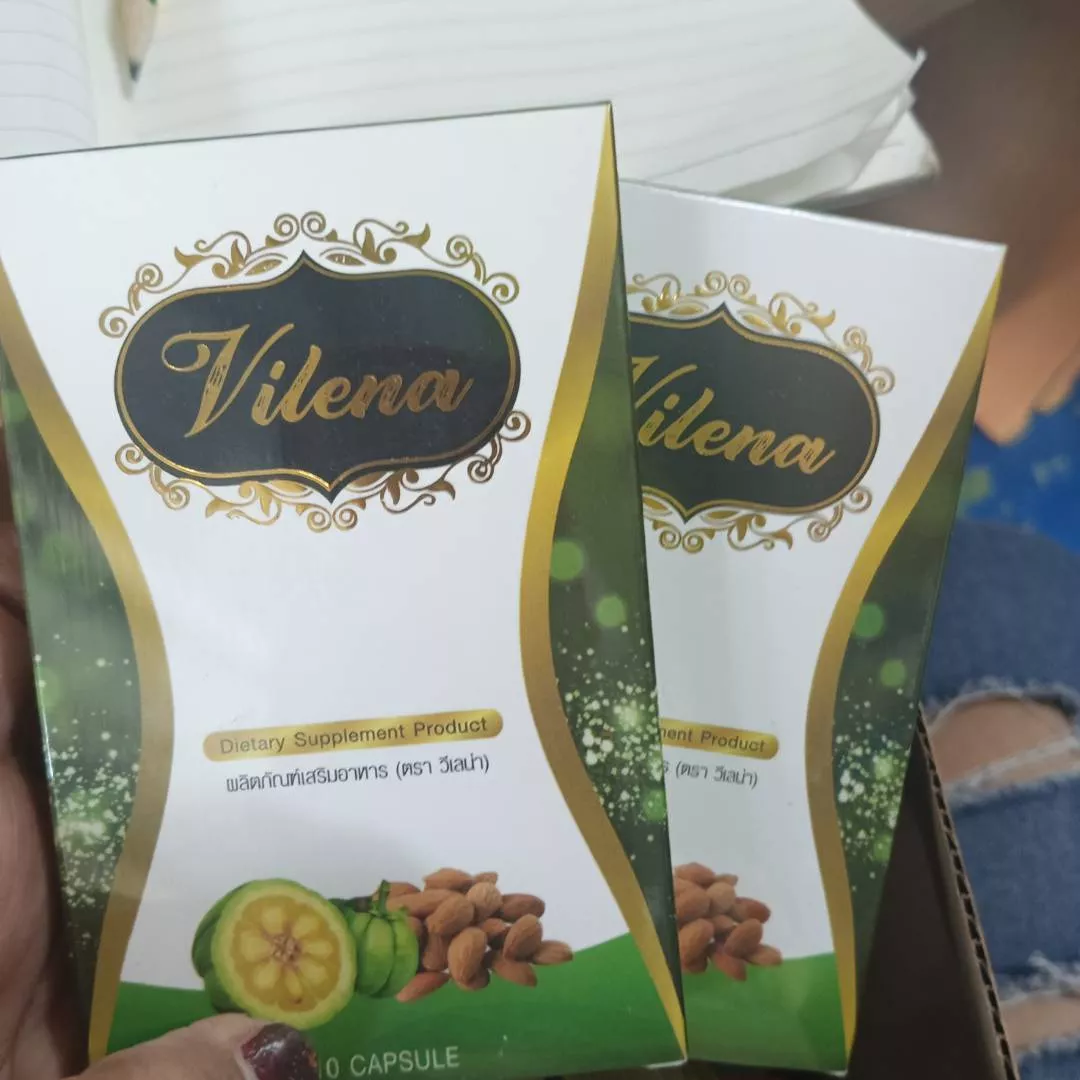 Vilena
Dietary Supplement Product
ผลิตภัณฑ์เสริมอาหาร (ตรา วีเลน่า)
0 CAPSULE
Vilena
Product
(ตรา วีเลน่า)